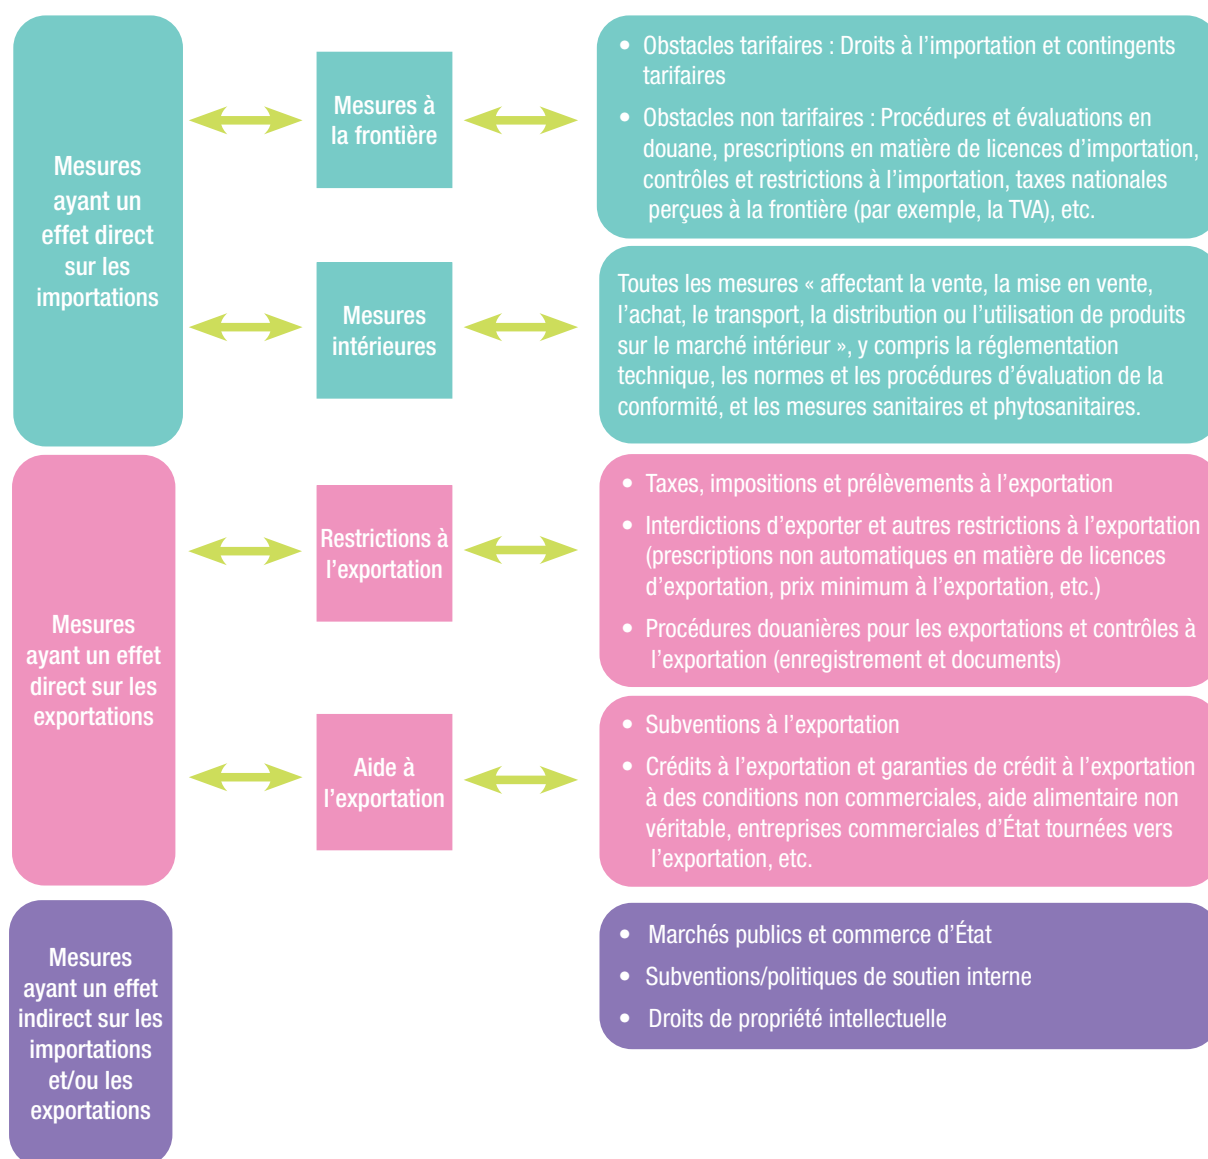 Mesures
ayant un
effet direct
sur les
importations
Mesures à
la frontière
• Obstacles tarifaires : Droits à l’importation et contingents
tarifaires
• Obstacles non tarifaires : Procédures et évaluations en
douane, prescriptions en matière de licences d’importation,
contrôles et restrictions à l’importation, taxes nationales
perçues à la frontière (par exemple, la TVA), etc.
Mesures
intérieures
Toutes les mesures « affectant la vente, la mise en vente,
l’achat, le transport, la distribution ou l’utilisation de produits
sur le marché intérieur », y compris la réglementation
technique, les normes et les procédures d’évaluation de la
conformité, et les mesures sanitaires et phytosanitaires.
Mesures
ayant un effet
direct sur les
exportations
Restrictions à
l’exportation
• Taxes, impositions et prélèvements à l’exportation
• Interdictions d’exporter et autres restrictions à l’exportation
(prescriptions non automatiques en matière de licences
d’exportation, prix minimum à l’exportation, etc.)
• Procédures douanières pour les exportations et contrôles à
l’exportation (enregistrement et documents)
Aide à
l’exportation
• Subventions à l’exportation
• Crédits à l’exportation et garanties de crédit à l’exportation
à des conditions non commerciales, aide alimentaire non
véritable, entreprises commerciales d’État tournées vers
l’exportation, etc.
Mesures
ayant un effet
indirect sur les
importations
et/ou les
exportations
• Marchés publics et commerce d’État
• Subventions/politiques de soutien interne
• Droits de propriété intellectuelle